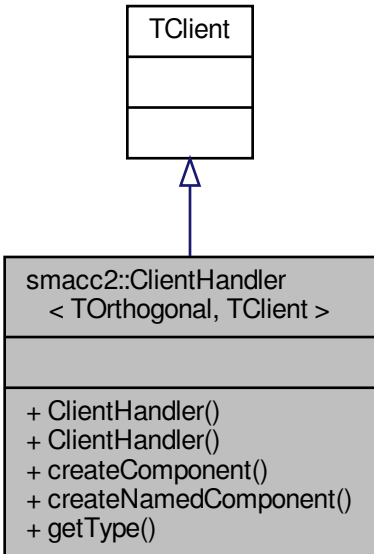 TClient
smacc2::ClientHandler
< TOrthogonal, TClient >
+ ClientHandler()
+ ClientHandler()
+ createComponent()
+ createNamedComponent()
+ getType()